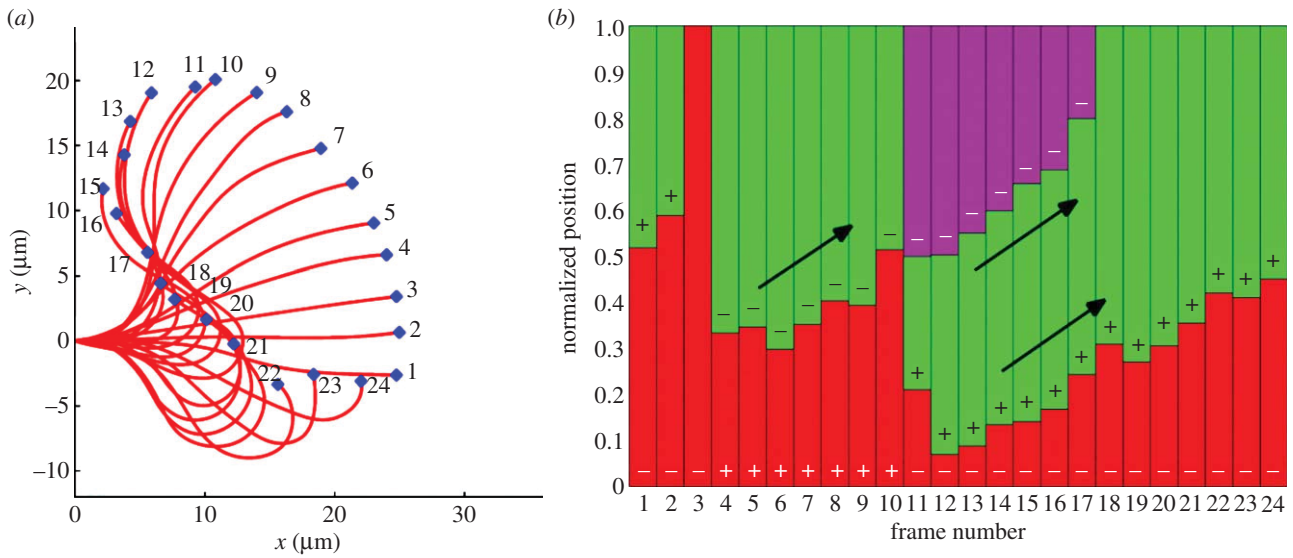 (a)
20
15
10
5
0
−5
−10
y (μm)
0 10 20 30
x (μm)
12 11 10
9
13
8
14
7
15
6
16
5
17
4
18
19
3
20
2
21
22
23 24 1
(b)
1.0
0.9
0.8
0.7
0.6
0.5
0.4
0.3
0.2
0.1
0
normalized position
+ + − − − − − − − − − − − − − −
+ + + + + + + + + + + + + +
− − − + + + + + + + − − − − − − − − − − − − − −
1 2 3 4 5 6 7 8 9 10 11 12 13 14 15 16 17 18 19 20 21 22 23 24
frame number